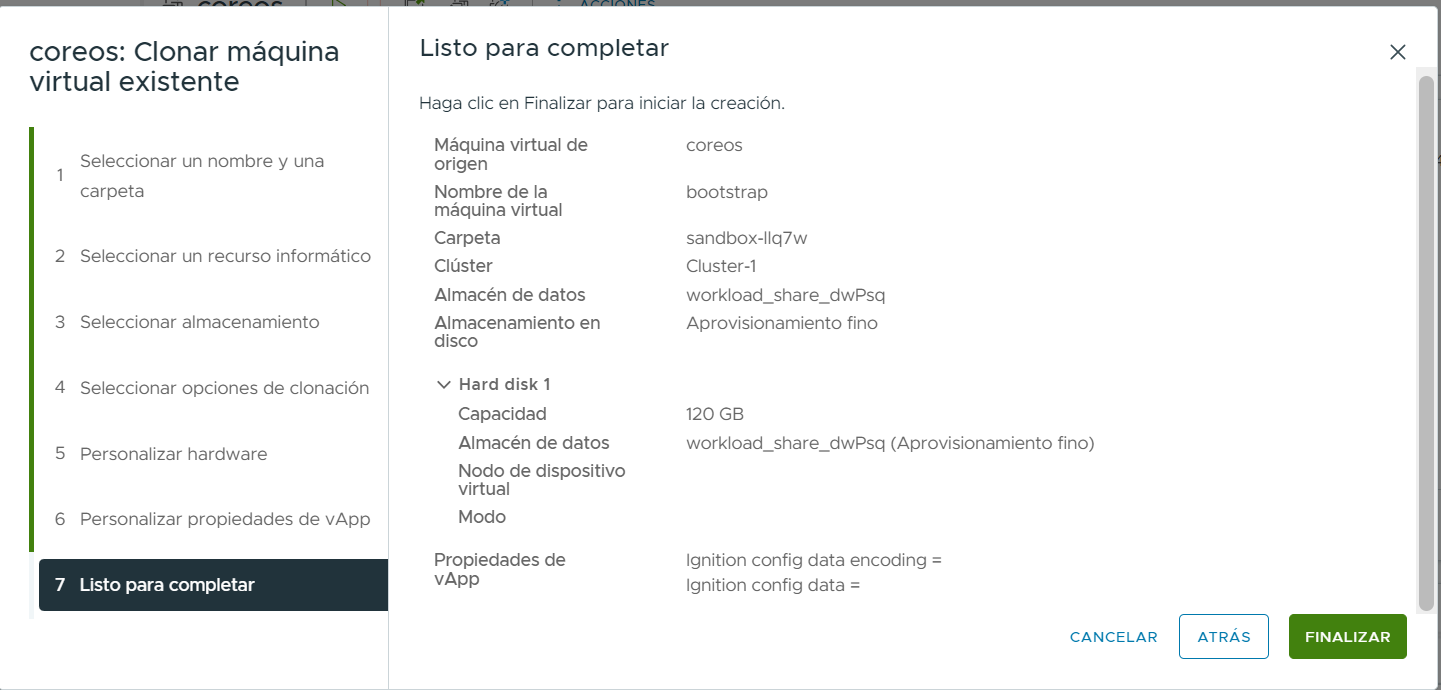 coreos
ACCIONES
coreos: Clonar máquina
virtual existente
1 Seleccionar un nombre y una
carpeta
2 Seleccionar un recurso informático
3 Seleccionar almacenamiento
4 Seleccionar opciones de clonación
5 Personalizar hardware
6 Personalizar propiedades de vApp
7 Listo para completar
Listo para completar
Haga clic en Finalizar para iniciar la creación.
Máquina virtual de
origen
coreos
Nombre de la
máquina virtual
bootstrap
Carpeta
sandbox-llq7w
Clúster
Cluster-1
Almacén de datos
workload_share_dwPsq
Almacenamiento en
disco
Aprovisionamiento fino
Hard disk 1
Capacidad
120 GB
Almacén de datos
workload_share_dwPsq (Aprovisionamiento fino)
Nodo de dispositivo
virtual
Modo
Propiedades de
vApp
Ignition config data encoding =
Ignition config data =
CANCELAR
ATRÁS
FINALIZAR